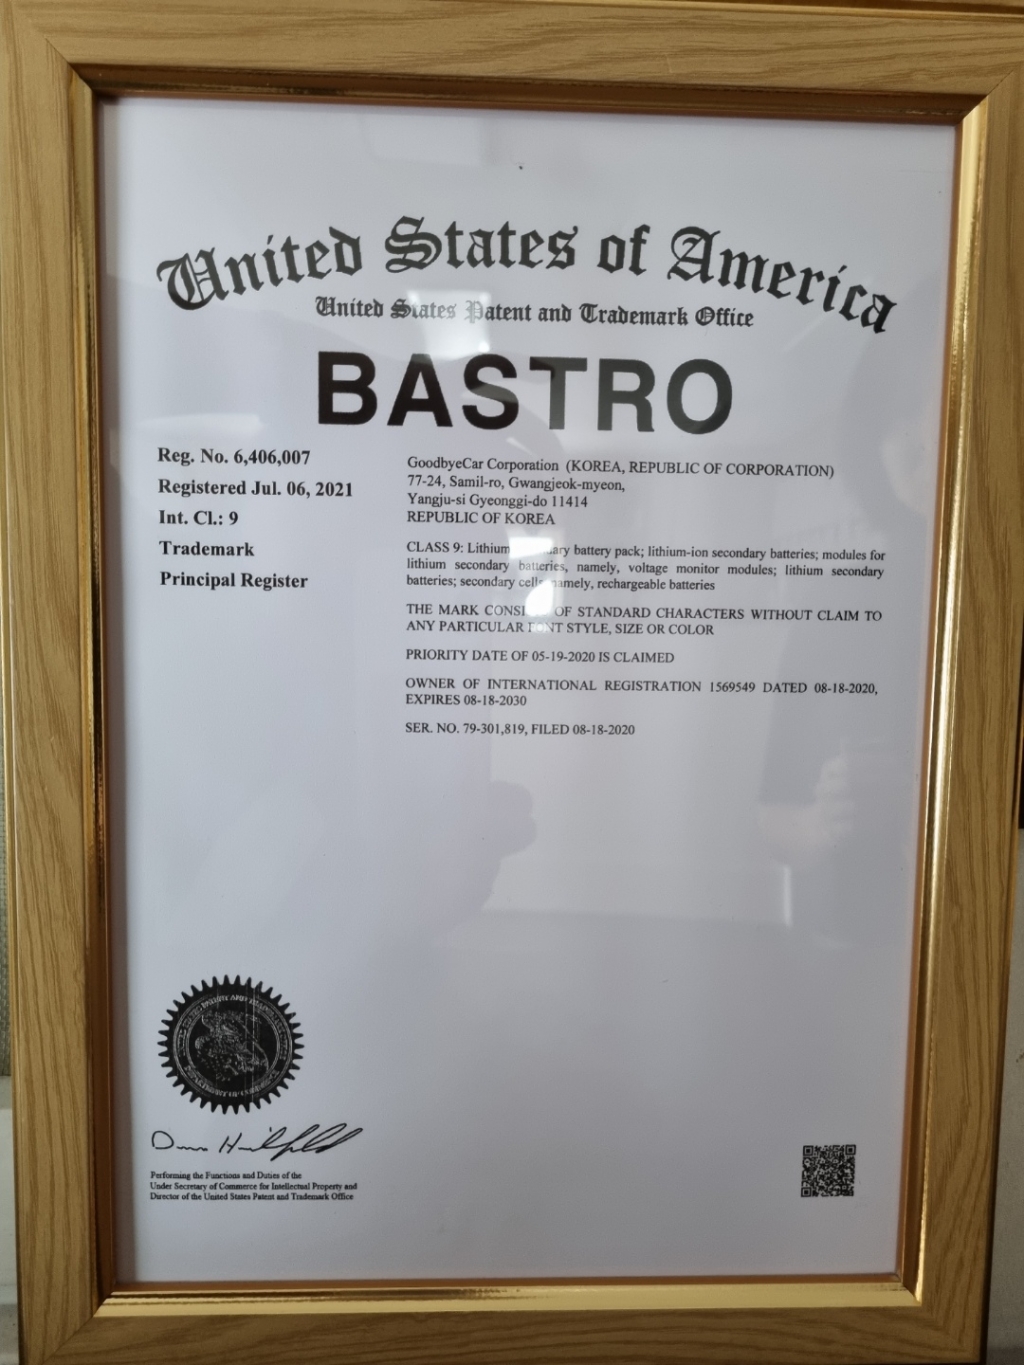 United States of America
United States Patent and Trademark Office
BASTRO
Reg. No. 6,406,007
Registered Jul. 06, 2021
Int. Cl.: 9
Trademark
Principal Register
GoodbyeCar Corporation (KOREA, REPUBLIC OF CORPORATION)
77-24, Samil-ro, Gwangjeok-myeon,
Yangju-si Gyeonggi-do 11414
REPUBLIC OF KOREA
CLASS 9: Lithium battery pack; lithium-ion secondary batteries; modules for
lithium secondary batteries, namely, voltage monitor modules; lithium secondary
batteries; secondary cells, namely, rechargeable batteries
THE MARK OF STANDARD CHARACTERS WITHOUT CLAIM TO
ANY PARTICULAR FONT STYLE, SIZE OR COLOR
PRIORITY DATE OF 05-19-2020 IS CLAIMED
OWNER OF INTERNATIONAL REGISTRATION 1569549 DATED 08-18-2020,
EXPIRES 08-18-2030
SER. NO. 79-301,819, FILED 08-18-2020
Performing the Functions and Duties of the
Under Secretary of Commerce for Intellectual Property and
Director of the United States Patent and Trademark Office